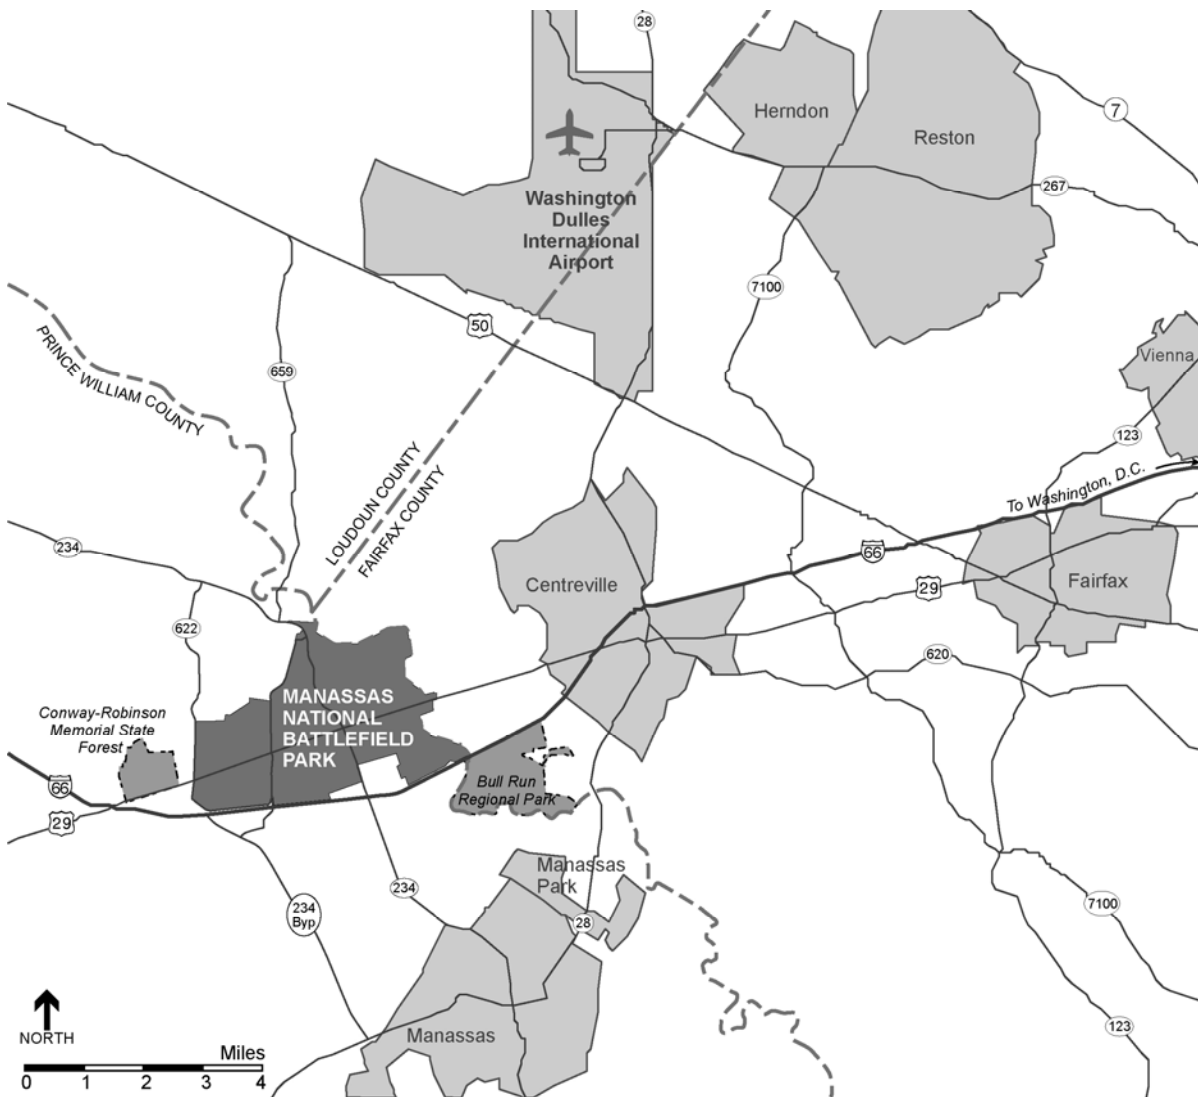 28
Herndon
7
Reston
267
Washington
Dulles
International
Airport
7100
50
PRINCE WILLIAM COUNTY
Vienna
659
123
LOUDOUN COUNTY
FAIRFAX COUNTY
To Washington, D.C.
234
66
Centreville
29
Fairfax
622
620
MANASSAS
NATIONAL
BATTLEFIELD
PARK
Conway-Robinson
Memorial State
Forest
66
Bull Run
Regional Park
29
Manassas
Park
234
234
Byp
28
7100
NORTH
Manassas
123
Miles
0 1 2 3 4